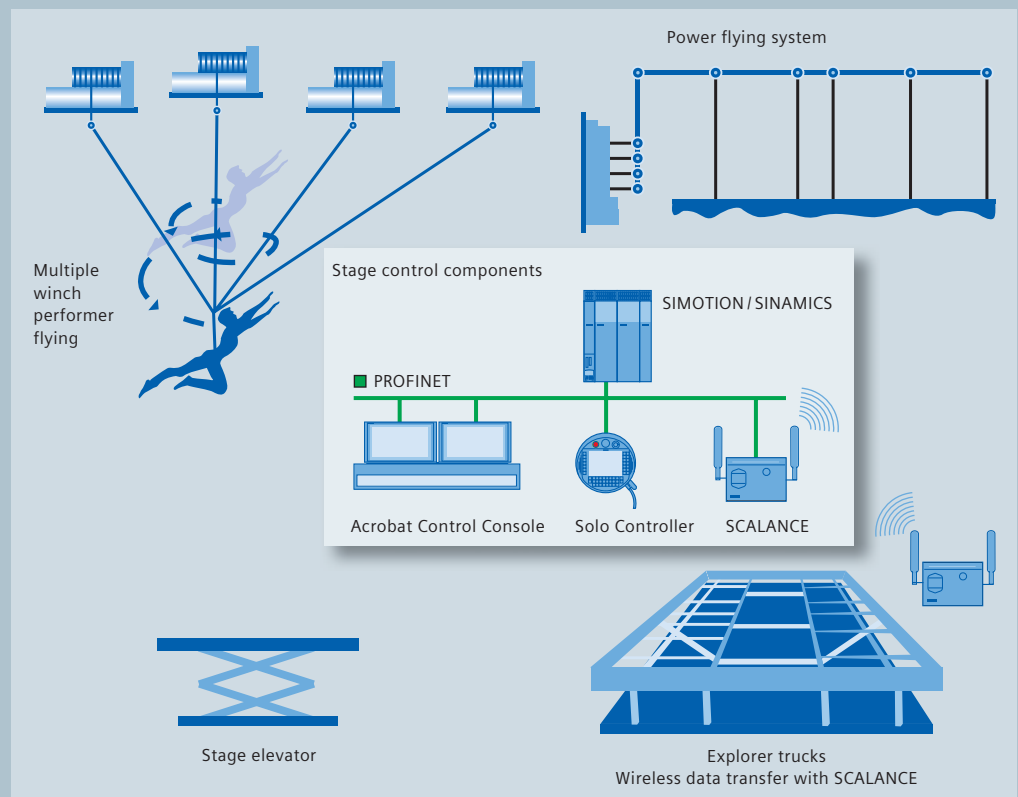 Power flying system
Multiple
winch
performer
flying
Stage control components
SIMOTION / SINAMICS
PROFINET
Acrobat Control Console
Solo Controller
SCALANCE
Stage elevator
Explorer trucks
Wireless data transfer with SCALANCE